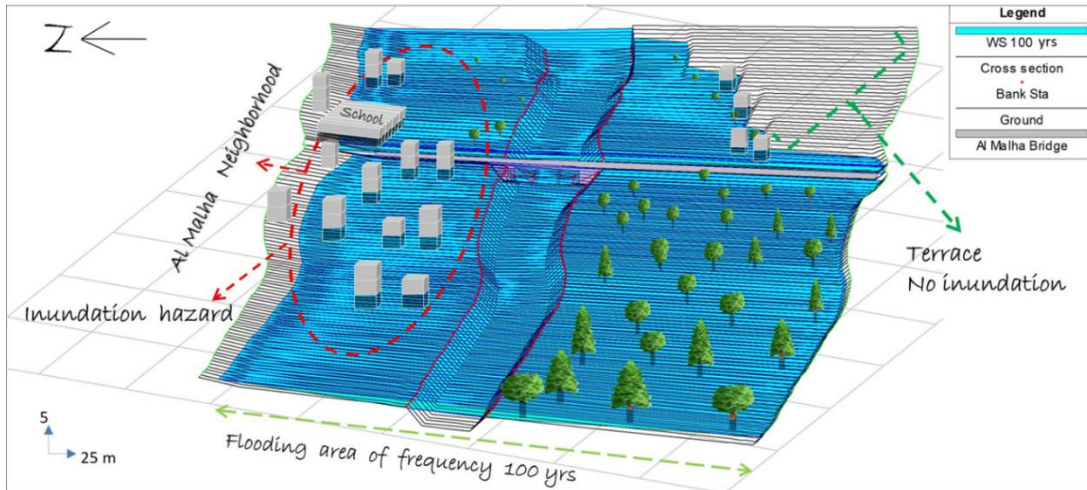 Z
Legend
WS 100 yrs
Cross section
Bank Sta
Ground
Al Malha Bridge
School
Al Malha Neighborhood
Inundation hazard
Terrace
No inundation
Flooding area of frequency 100 yrs
5
25 m